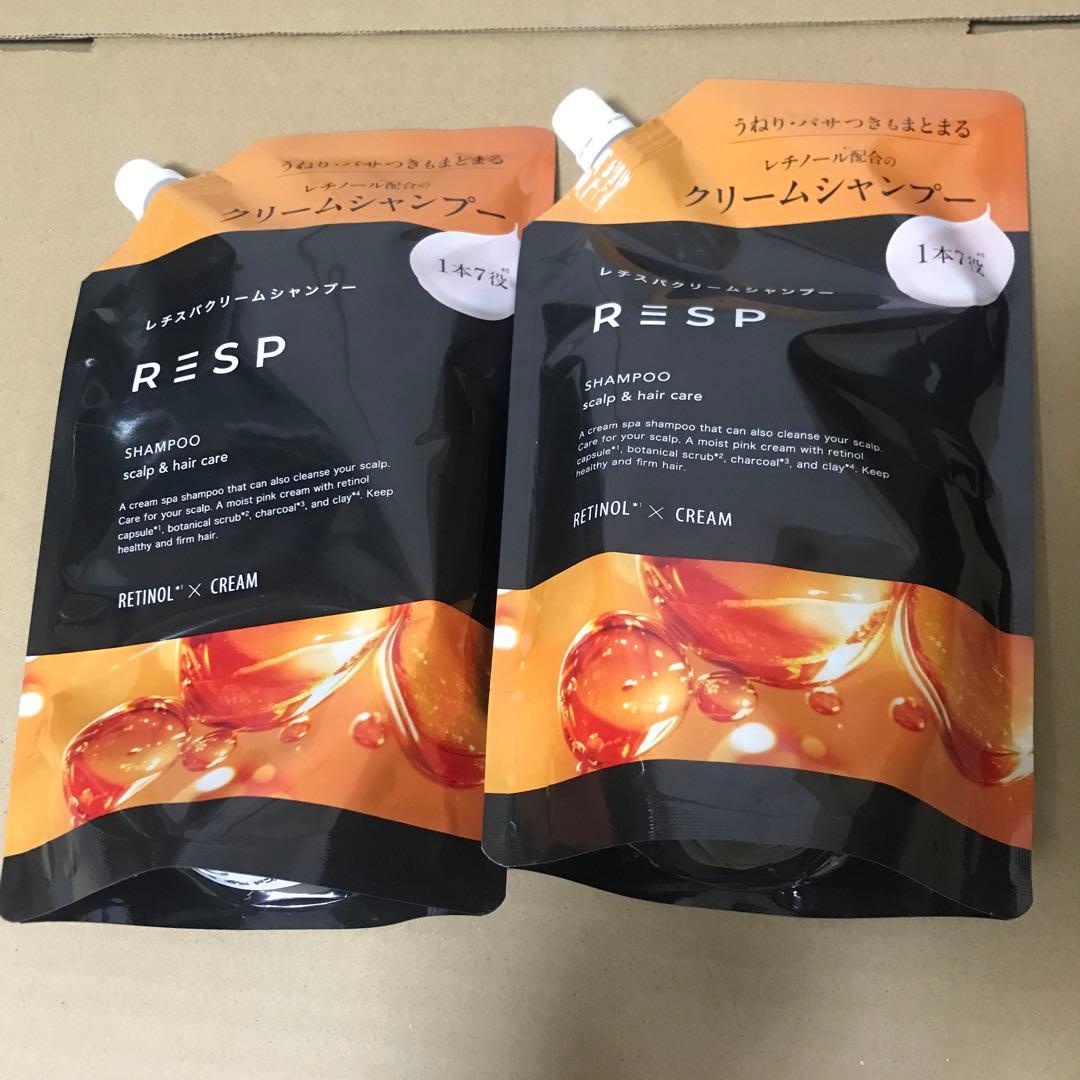 うねり・パサつきもまとまる
レチノール配合の
クリームシャンプー
1本7役*5
レチスパクリームシャンプー
RESP
SHAMPOO
scalp & hair care
A cream spa shampoo that can also cleanse your scalp.
Care for your scalp. A moist pink cream with retinol
capsule*1, botanical scrub*2, charcoal*3, and clay*4. Keep
healthy and firm hair.
RETINOL*1 × CREAM
うねり・パサつきもまとまる
レチノール配合の
クリームシャンプー
1本7役*5
レチスパクリームシャンプー
RESP
SHAMPOO
scalp & hair care
A cream spa shampoo that can also cleanse your scalp.
Care for your scalp. A moist pink cream with retinol
capsule*1, botanical scrub*2, charcoal*3, and clay*4. Keep
healthy and firm hair.
RETINOL*1 × CREAM